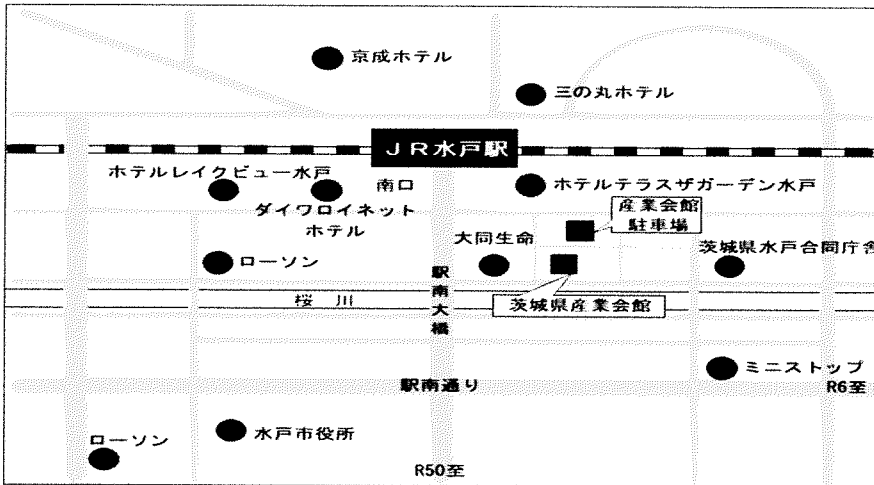 京成ホテル
三の丸ホテル
JR水戸駅
ホテルレイクビュー水戸
南口
ホテルテラスザガーデン水戸
ダイワロイネット
ホテル
産業会館
駐車場
大同生命
茨城県水戸合同庁舎
ローソン
駅南大橋
桜川
茨城県産業会館
ミニストップ
駅南通り
R6至
ローソン
水戸市役所
R50至